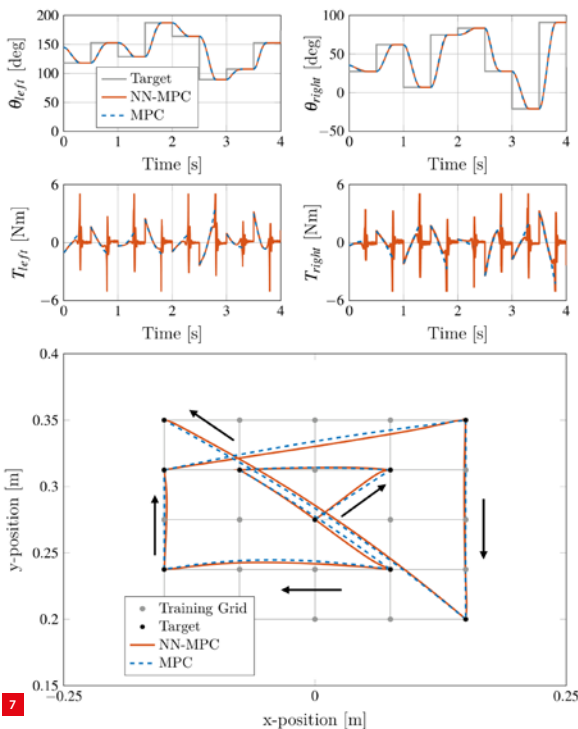 200
150
100
50
0
θleft [deg]
Target
NN-MPC
MPC
0 1 2 3 4
Time [s]
100
50
0
−50
θright [deg]
0 1 2 3 4
Time [s]
6
−6
Tleft [Nm]
0 1 2 3 4
Time [s]
6
−6
Tright [Nm]
0 1 2 3 4
Time [s]
0.4
0.35
0.3
0.25
0.2
0.15
y-position [m]
Training Grid
Target
NN-MPC
MPC
−0.25 0 0.25
x-position [m]
7